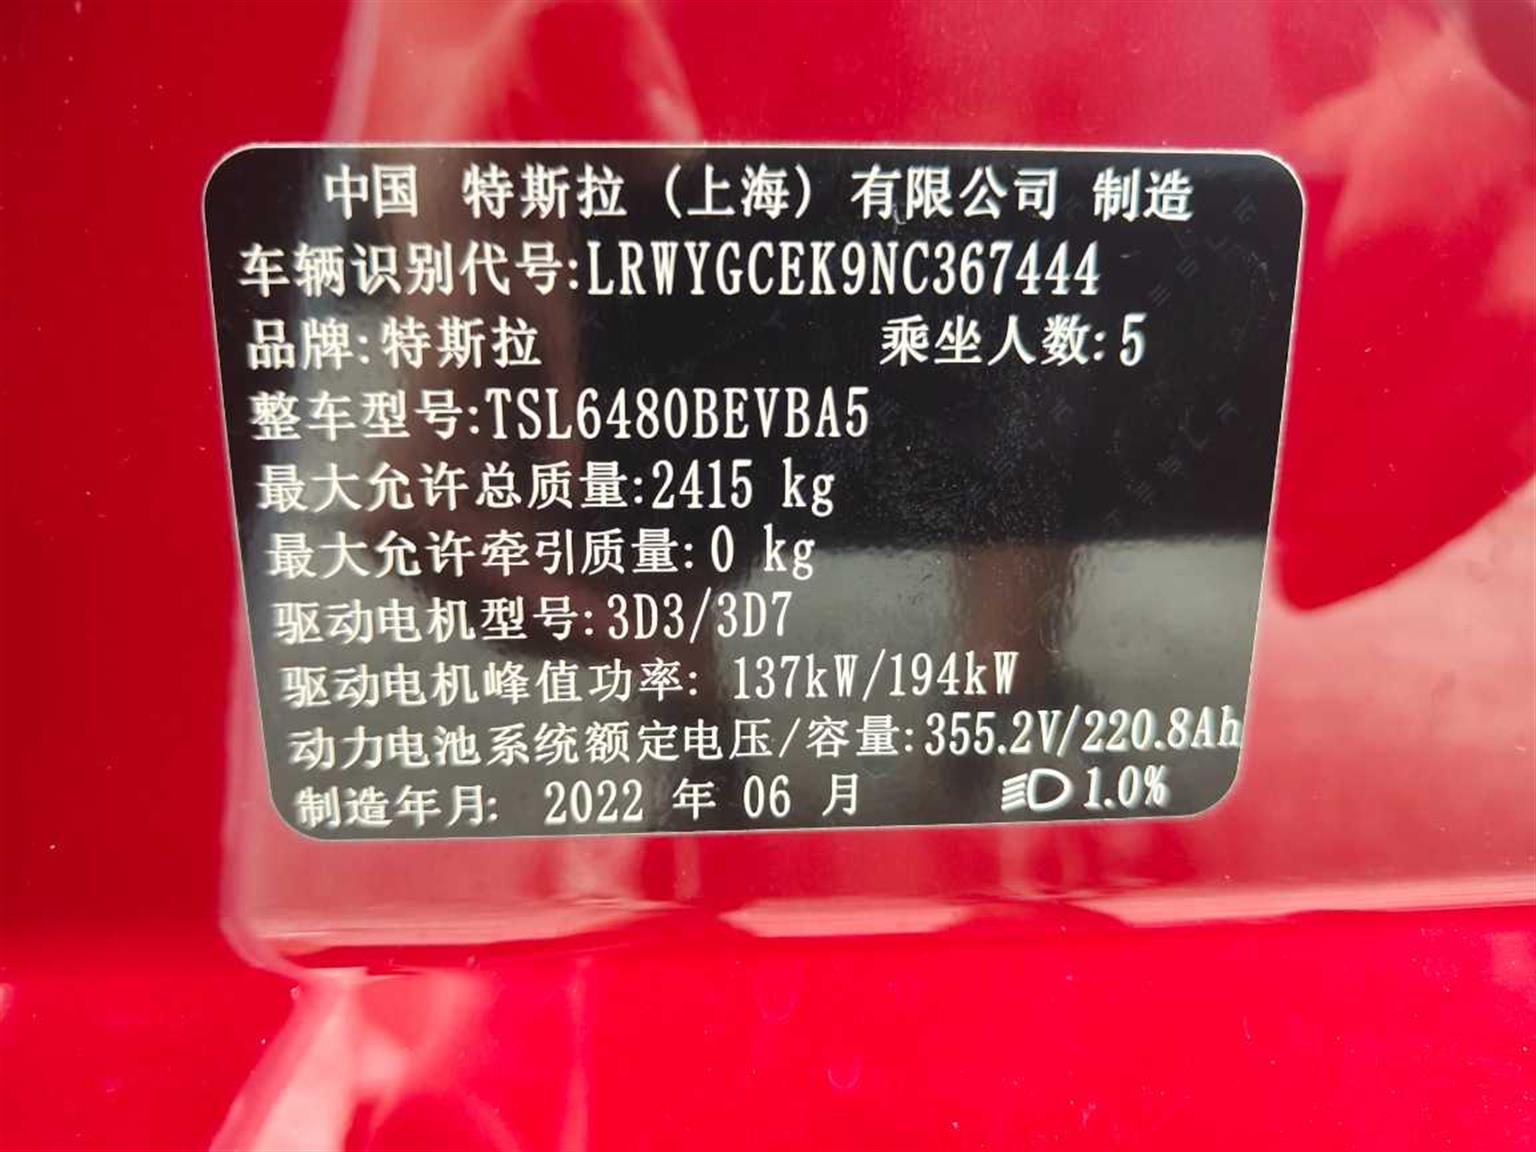 中国 特斯拉 (上海) 有限公司 制造
车辆识别代号:LRWYGCEK9NC367444
品牌:特斯拉 乘坐人数:5
整车型号:TSL6480BEVBA5
最大允许总质量:2415 kg
最大允许牵引质量:0 kg
驱动电机型号:3D3/3D7
驱动电机峰值功率: 137kW/194kW
动力电池系统额定电压/容量:355.2V/220.8Ah
制造年月: 2022 年 06 月 1.0%